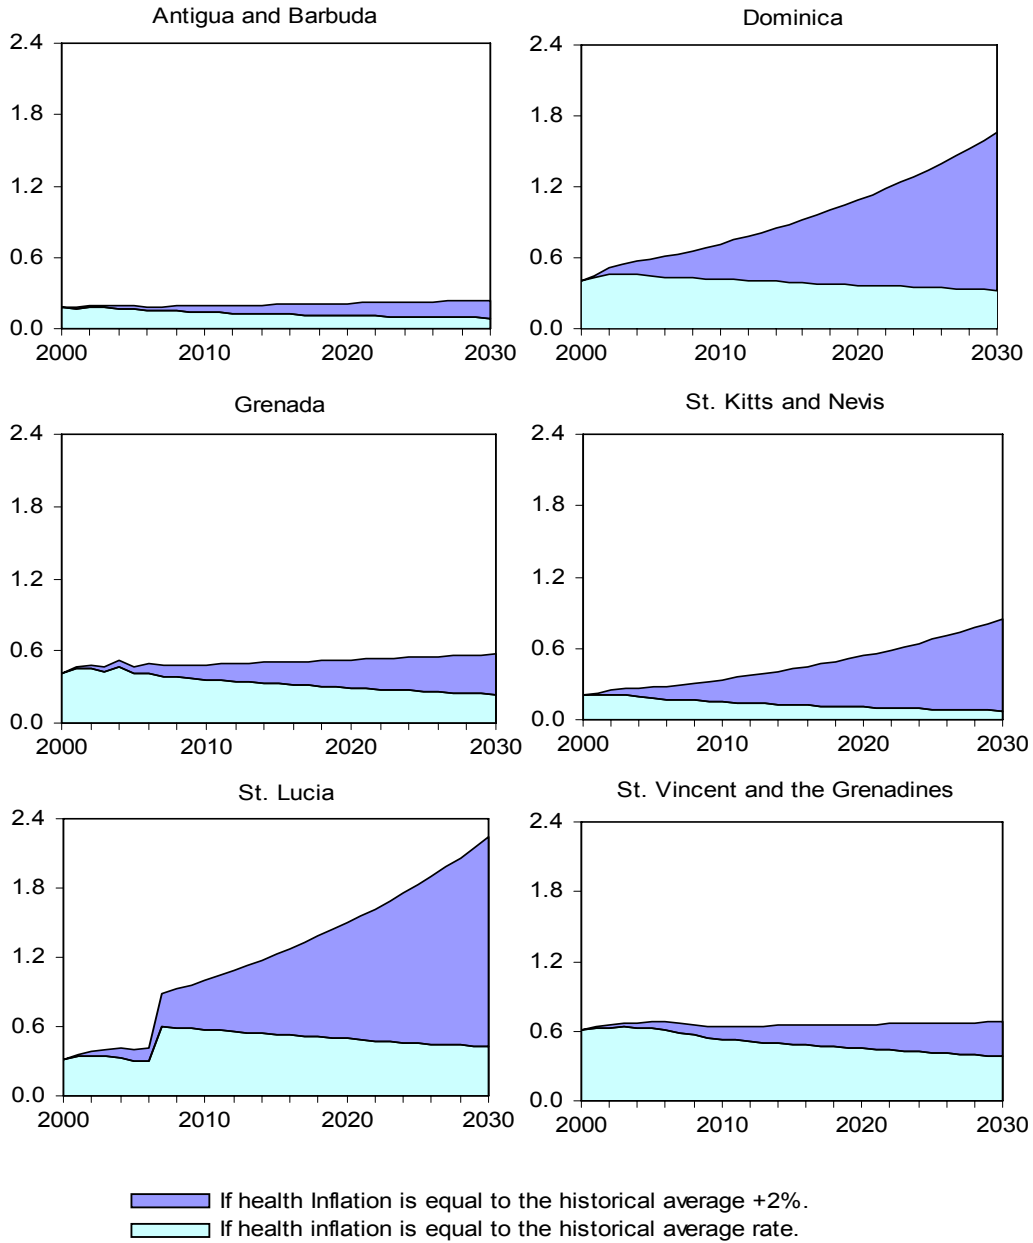 Antigua and Barbuda
2.4
1.8
1.2
0.6
0.0
2000 2010 2020 2030
Dominica
2.4
1.8
1.2
0.6
0.0
2000 2010 2020 2030
Grenada
2.4
1.8
1.2
0.6
0.0
2000 2010 2020 2030
St. Kitts and Nevis
2.4
1.8
1.2
0.6
0.0
2000 2010 2020 2030
St. Lucia
2.4
1.8
1.2
0.6
0.0
2000 2010 2020 2030
St. Vincent and the Grenadines
2.4
1.8
1.2
0.6
0.0
2000 2010 2020 2030
If health Inflation is equal to the historical average +2%.
If health inflation is equal to the historical average rate.